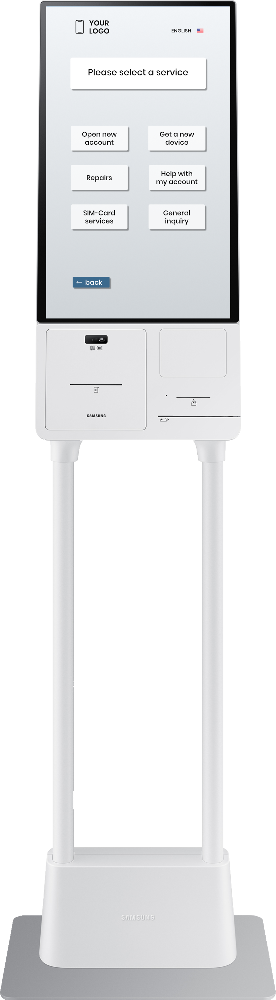 YOUR
LOGO
ENGLISH
Please select a service
Open new
account
Get a new
device
Repairs
Help with
my account
SIM-Card
services
General
inquiry
← back
SAMSUNG
SAMSUNG